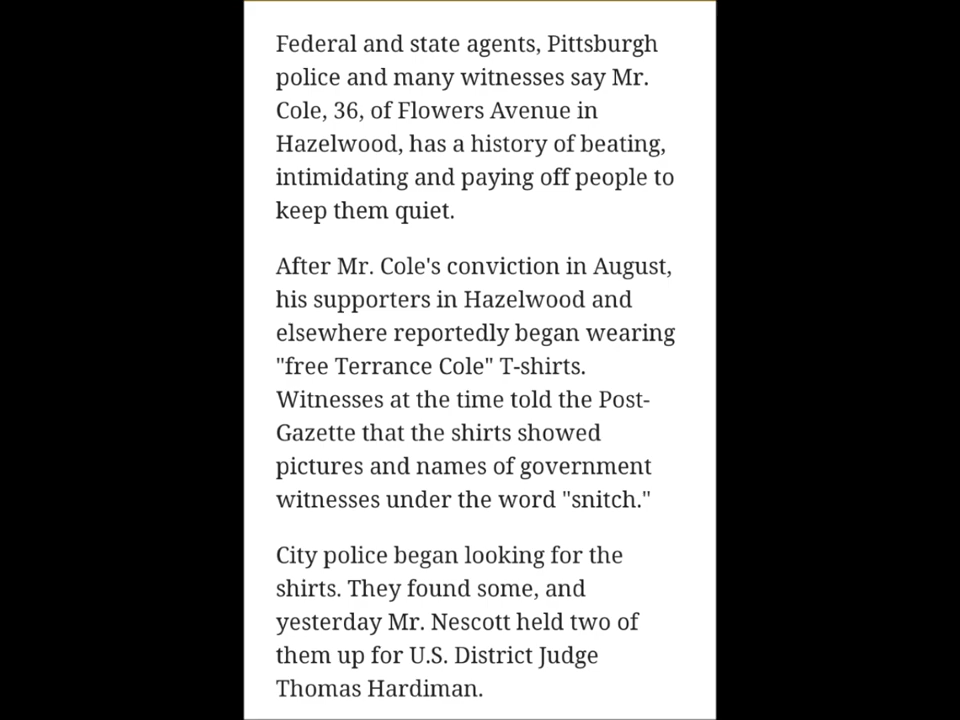 Federal and state agents, Pittsburgh
police and many witnesses say Mr.
Cole, 36, of Flowers Avenue in
Hazelwood, has a history of beating,
intimidating and paying off people to
keep them quiet.
After Mr. Cole's conviction in August,
his supporters in Hazelwood and
elsewhere reportedly began wearing
"free Terrance Cole" T-shirts.
Witnesses at the time told the Post-
Gazette that the shirts showed
pictures and names of government
witnesses under the word "snitch."
City police began looking for the
shirts. They found some, and
yesterday Mr. Nescott held two of
them up for U.S. District Judge
Thomas Hardiman.